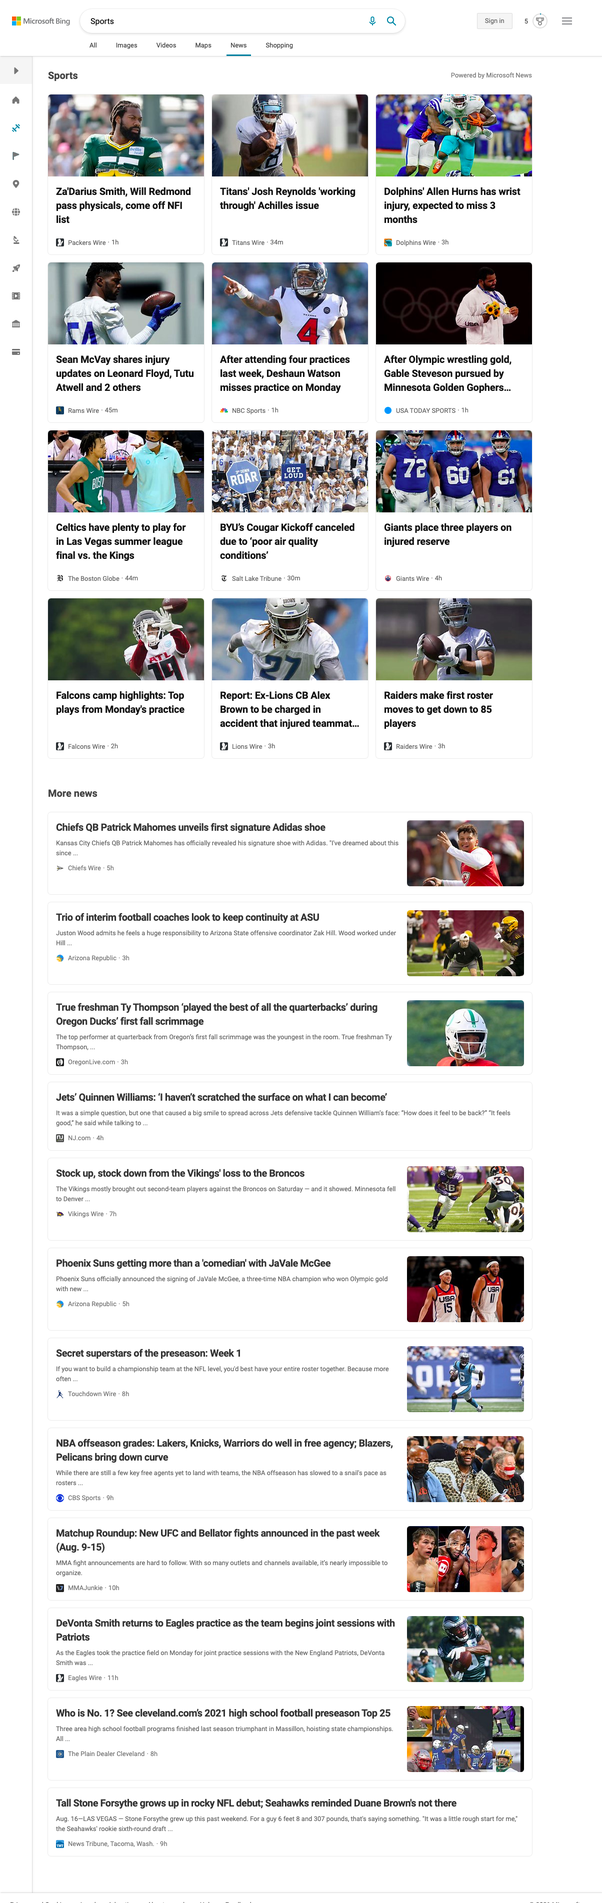 Microsoft Bing
Sports
Sign in
5
All Images Videos Maps News Shopping
Sports
Powered by Microsoft News
Za'Darius Smith, Will Redmond
pass physicals, come off NFI
list
Packers Wire · 1h
Titans' Josh Reynolds 'working
through' Achilles issue
Titans Wire · 34m
Dolphins' Allen Hurns has wrist
injury, expected to miss 3
months
Dolphins Wire · 3h
Sean McVay shares injury
updates on Leonard Floyd, Tutu
Atwell and 2 others
Rams Wire · 45m
After attending four practices
last week, Deshaun Watson
misses practice on Monday
NBC Sports · 1h
After Olympic wrestling gold,
Gable Steveson pursued by
Minnesota Golden Gophers...
USA TODAY SPORTS · 1h
Celtics have plenty to play for
in Las Vegas summer league
final vs. the Kings
The Boston Globe · 44m
ROAR
GET
LOUD
BYU's Cougar Kickoff canceled
due to 'poor air quality
conditions'
Salt Lake Tribune · 30m
72 60 61
Giants place three players on
injured reserve
Giants Wire · 4h
ATL
19
Falcons camp highlights: Top
plays from Monday's practice
Falcons Wire · 2h
27
Report: Ex-Lions CB Alex
Brown to be charged in
accident that injured teammat...
Lions Wire · 3h
Raiders make first roster
moves to get down to 85
players
Raiders Wire · 3h
More news
Chiefs QB Patrick Mahomes unveils first signature Adidas shoe
Kansas City Chiefs QB Patrick Mahomes has officially revealed his signature shoe with Adidas. "I've dreamed about this
since ...
Chiefs Wire · 5h
Trio of interim football coaches look to keep continuity at ASU
Juston Wood admits he feels a huge responsibility to Arizona State offensive coordinator Zak Hill. Wood worked under
Hill ...
Arizona Republic · 3h
True freshman Ty Thompson 'played the best of all the quarterbacks' during
Oregon Ducks' first fall scrimmage
The top performer at quarterback from Oregon's first fall scrimmage was the youngest in the room. True freshman Ty
Thompson, ...
OregonLive.com · 3h
Jets' Quinnen Williams: 'I haven't scratched the surface on what I can become'
It was a simple question, but one that caused a big smile to spread across Jets defensive tackle Quinnen William's face: "How does it feel to be back?" "It feels
good," he said while talking to ...
NJ.com · 4h
Stock up, stock down from the Vikings' loss to the Broncos
The Vikings mostly brought out second-team players against the Broncos on Saturday — and it showed. Minnesota fell
to Denver ...
Vikings Wire · 7h
Phoenix Suns getting more than a 'comedian' with JaVale McGee
Phoenix Suns officially announced the signing of JaVale McGee, a three-time NBA champion who won Olympic gold
with new ...
Arizona Republic · 5h
Secret superstars of the preseason: Week 1
If you want to build a championship team at the NFL level, you'd best have your entire roster together. Because more
often ...
Touchdown Wire · 8h
NBA offseason grades: Lakers, Knicks, Warriors do well in free agency; Blazers,
Pelicans bring down curve
While there are still a few key free agents yet to land with teams, the NBA offseason has slowed to a snail's pace as
rosters ...
CBS Sports · 9h
Matchup Roundup: New UFC and Bellator fights announced in the past week
(Aug. 9-15)
MMA fight announcements are hard to follow. With so many outlets and channels available, it's nearly impossible to
organize.
MMAJunkie · 10h
DeVonta Smith returns to Eagles practice as the team begins joint sessions with
Patriots
As the Eagles took the practice field on Monday for joint practice sessions with the New England Patriots, DeVonta
Smith was ...
Eagles Wire · 11h
Who is No. 1? See cleveland.com's 2021 high school football preseason Top 25
Three area high school football programs finished last season triumphant in Massillon, hoisting state championships.
All ...
The Plain Dealer Cleveland · 8h
Tall Stone Forsythe grows up in rocky NFL debut; Seahawks reminded Duane Brown's not there
Aug. 16—LAS VEGAS — Stone Forsythe grew up this past weekend. For a guy 6 feet 8 and 307 pounds, that's saying something. "It was a little rough start for me,"
the Seahawks' rookie sixth-round draft ...
News Tribune, Tacoma, Wash. · 9h